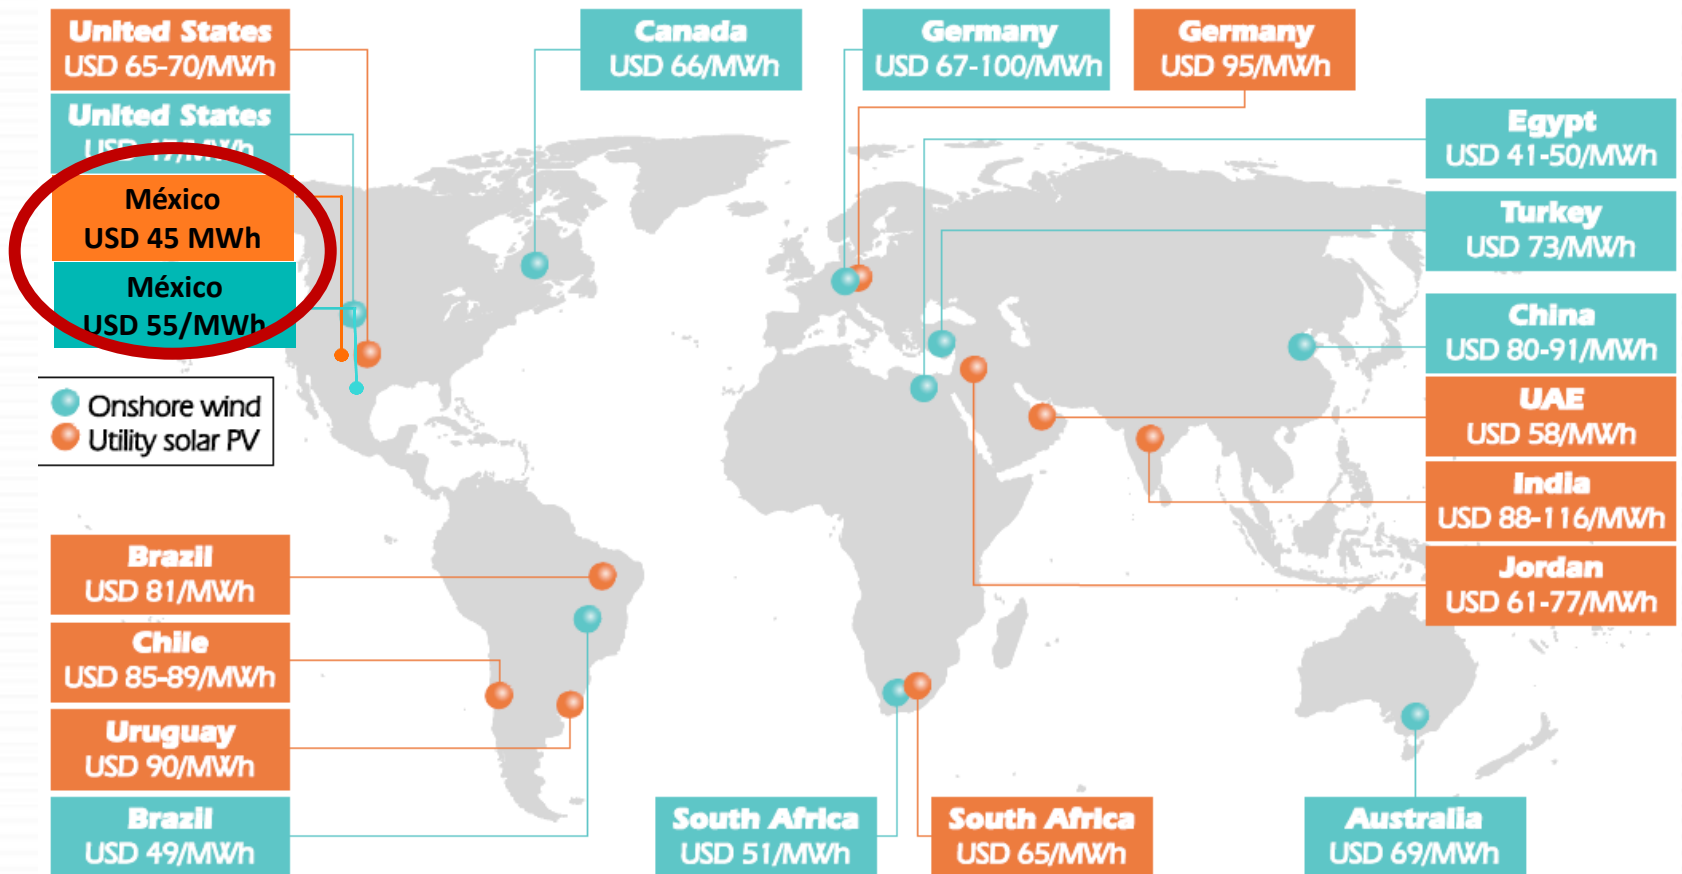 United States
USD 65-70/MWh
United States
USD 47/MWh
México
USD 45 MWh
México
USD 55/MWh
Onshore wind
Utility solar PV
Canada
USD 66/MWh
Germany
USD 67-100/MWh
Germany
USD 95/MWh
Egypt
USD 41-50/MWh
Turkey
USD 73/MWh
China
USD 80-91/MWh
UAE
USD 58/MWh
India
USD 88-116/MWh
Jordan
USD 61-77/MWh
Brazil
USD 81/MWh
Chile
USD 85-89/MWh
Uruguay
USD 90/MWh
Brazil
USD 49/MWh
South Africa
USD 51/MWh
South Africa
USD 65/MWh
Australia
USD 69/MWh